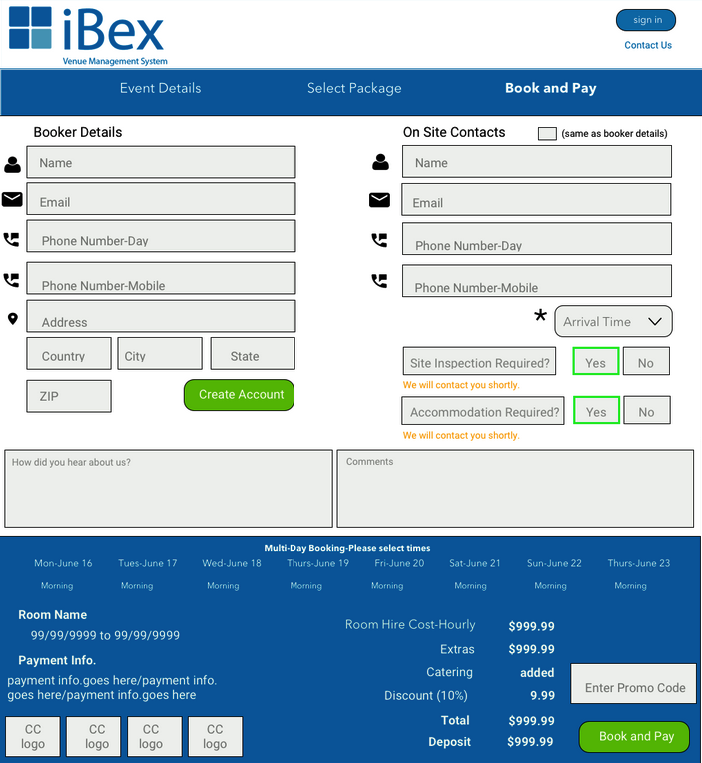 iBex
Venue Management System
sign in
Contact Us
Event Details
Select Package
Book and Pay
Booker Details
Name
Email
Phone Number-Day
Phone Number-Mobile
Address
Country
City
State
ZIP
Create Account
On Site Contacts
(same as booker details)
Name
Email
Phone Number-Day
Phone Number-Mobile
* Arrival Time
Site Inspection Required?
Yes
No
We will contact you shortly.
Accommodation Required?
Yes
No
We will contact you shortly.
How did you hear about us?
Comments
Multi-Day Booking-Please select times
Mon-June 16
Tues-June 17
Wed-June 18
Thurs-June 19
Fri-June 20
Sat-June 21
Sun-June 22
Thurs-June 23
Morning
Morning
Morning
Morning
Morning
Morning
Morning
Morning
Room Name
99/99/9999 to 99/99/9999
Payment Info.
payment info.goes here/payment info.
goes here/payment info.goes here
CC
logo
CC
logo
CC
logo
CC
logo
Room Hire Cost-Hourly $999.99
Extras $999.99
Catering added
Discount (10%) 9.99
Total $999.99
Deposit $999.99
Enter Promo Code
Book and Pay